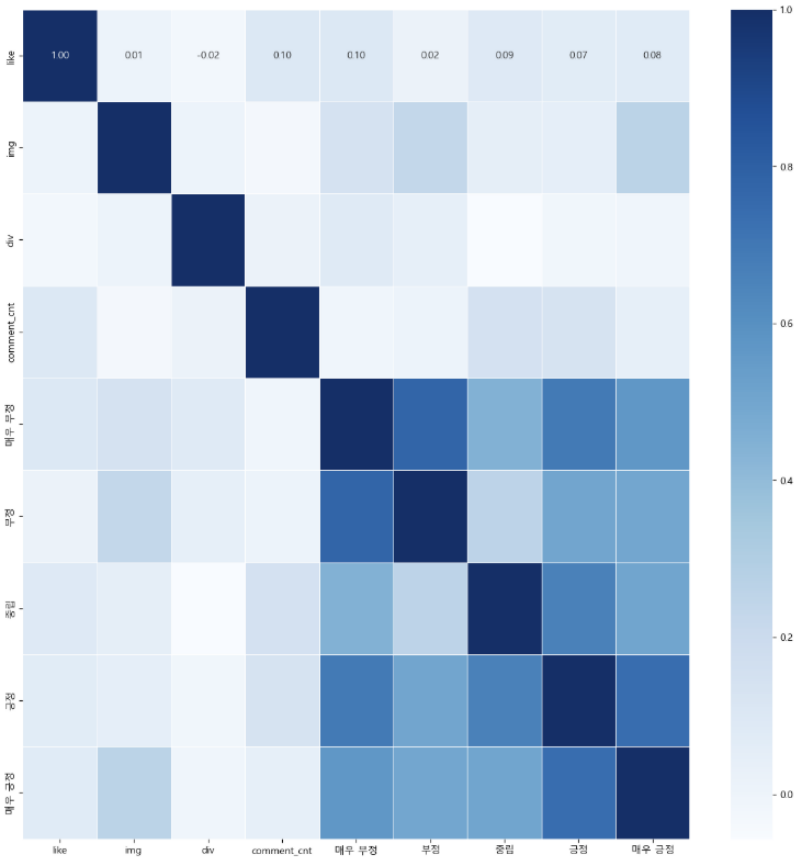 like 1.00 0.01 -0.02 0.10 0.10 0.02 0.09 0.07 0.08
img
div
comment_cnt
매우 부정
부정
중립
긍정
매우 긍정
like img div comment_cnt 매우 부정 부정 중립 긍정 매우 긍정
1.0
0.8
0.6
0.4
0.2
0.0